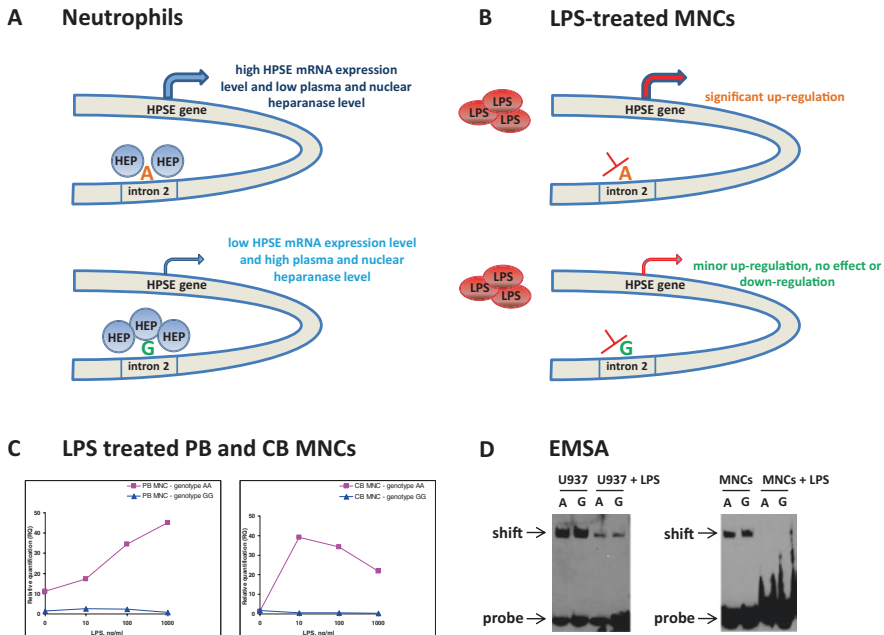 A Neutrophils
high HPSE mRNA expression
level and low plasma and nuclear
heparanase level
HPSE gene
HEP HEP
A
intron 2
low HPSE mRNA expression level
and high plasma and nuclear
heparanase level
HPSE gene
HEP HEP HEP
G
intron 2
B LPS-treated MNCs
LPS
LPS
LPS
significant up-regulation
HPSE gene
A
intron 2
LPS
LPS
LPS
minor up-regulation, no effect or
down-regulation
HPSE gene
G
intron 2
C LPS treated PB and CB MNCs
PB MNC - genotype AA
PB MNC - genotype GG
Relative quantification (RQ)
50
40
30
20
10
0
0 10 100 1000
LPS, ng/ml
CB MNC - genotype AA
CB MNC - genotype GG
Relative quantification (RQ)
50
40
30
20
10
0
0 10 100 1000
LPS, ng/ml
D EMSA
U937 U937 + LPS
A G A G
shift
probe
MNCs MNCs + LPS
A G A G
shift
probe